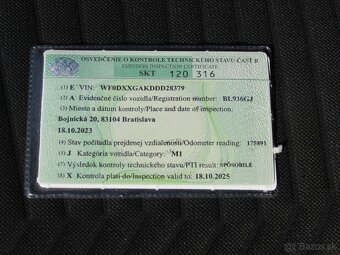 OSVEDČENIE O KONTROLE TECHNICKÉHO STAVU ČASŤ B
EMISSION INSPECTION CERTIFICATE
SKT 120 316
(1) E VIN: WF0DXXGAKDDD28379
(2) A Evidenčné číslo vozidla/Registration number: BL936GJ
(3) Miesto a dátum kontroly/Place and date of inspection:
Bojnická 20, 83104 Bratislava
18.10.2023
(4) Stav počítadla prejdenej vzdialenosti/Odometer reading: 175891
(5) J Kategória vozidla/Category: M1
(7) Výsledok kontroly technického stavu/PTI result: SPÔSOBILÉ
(8) X Kontrola platí do/Inspection valid to: 18.10.2025
bazos.sk